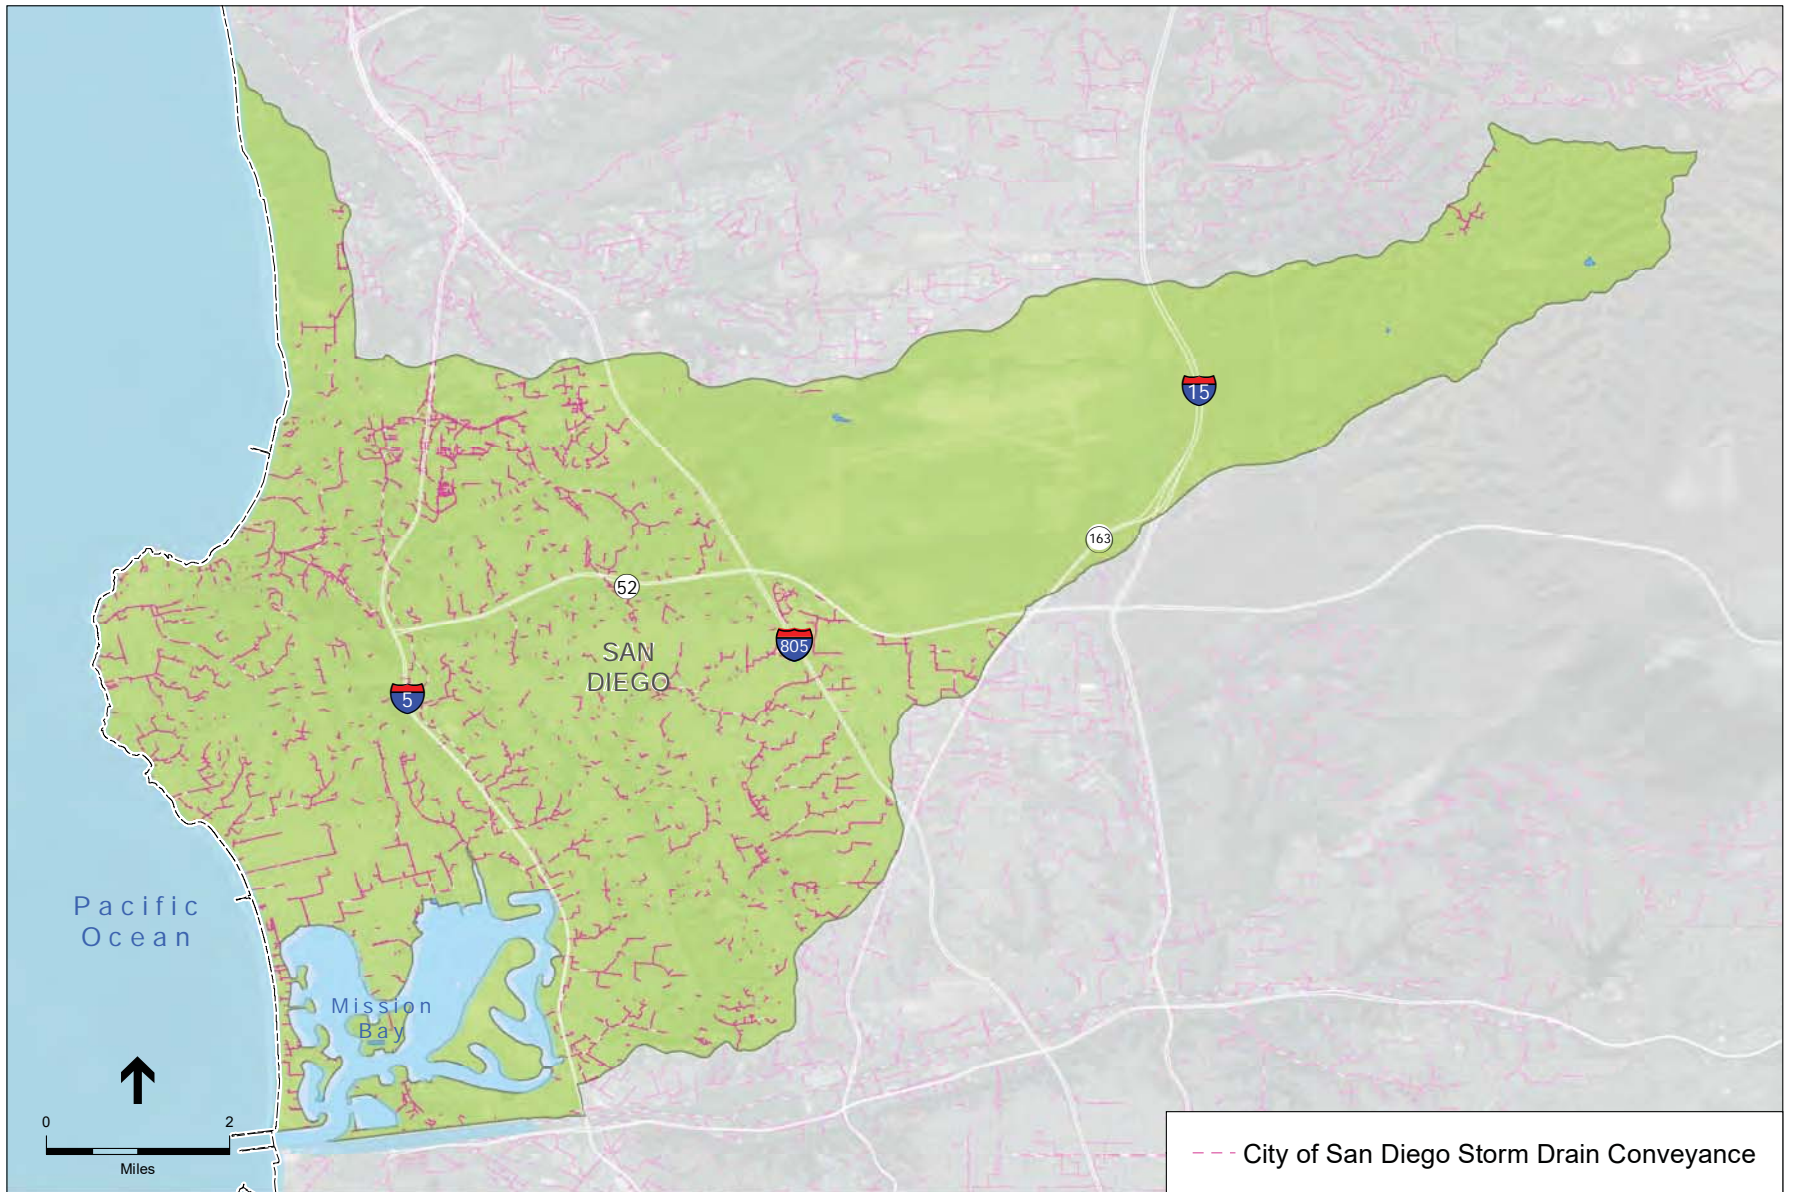 15
163
52
SAN
DIEGO
805
5
Pacific
Ocean
Mission
Bay
0 2
Miles
City of San Diego Storm Drain Conveyance